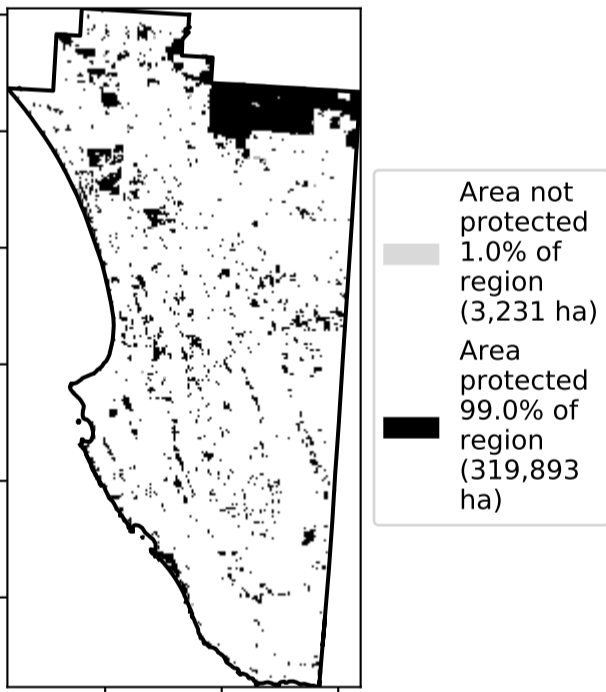 Area not
protected
1.0% of
region
(3,231 ha)
Area
protected
99.0% of
region
(319,893
ha)